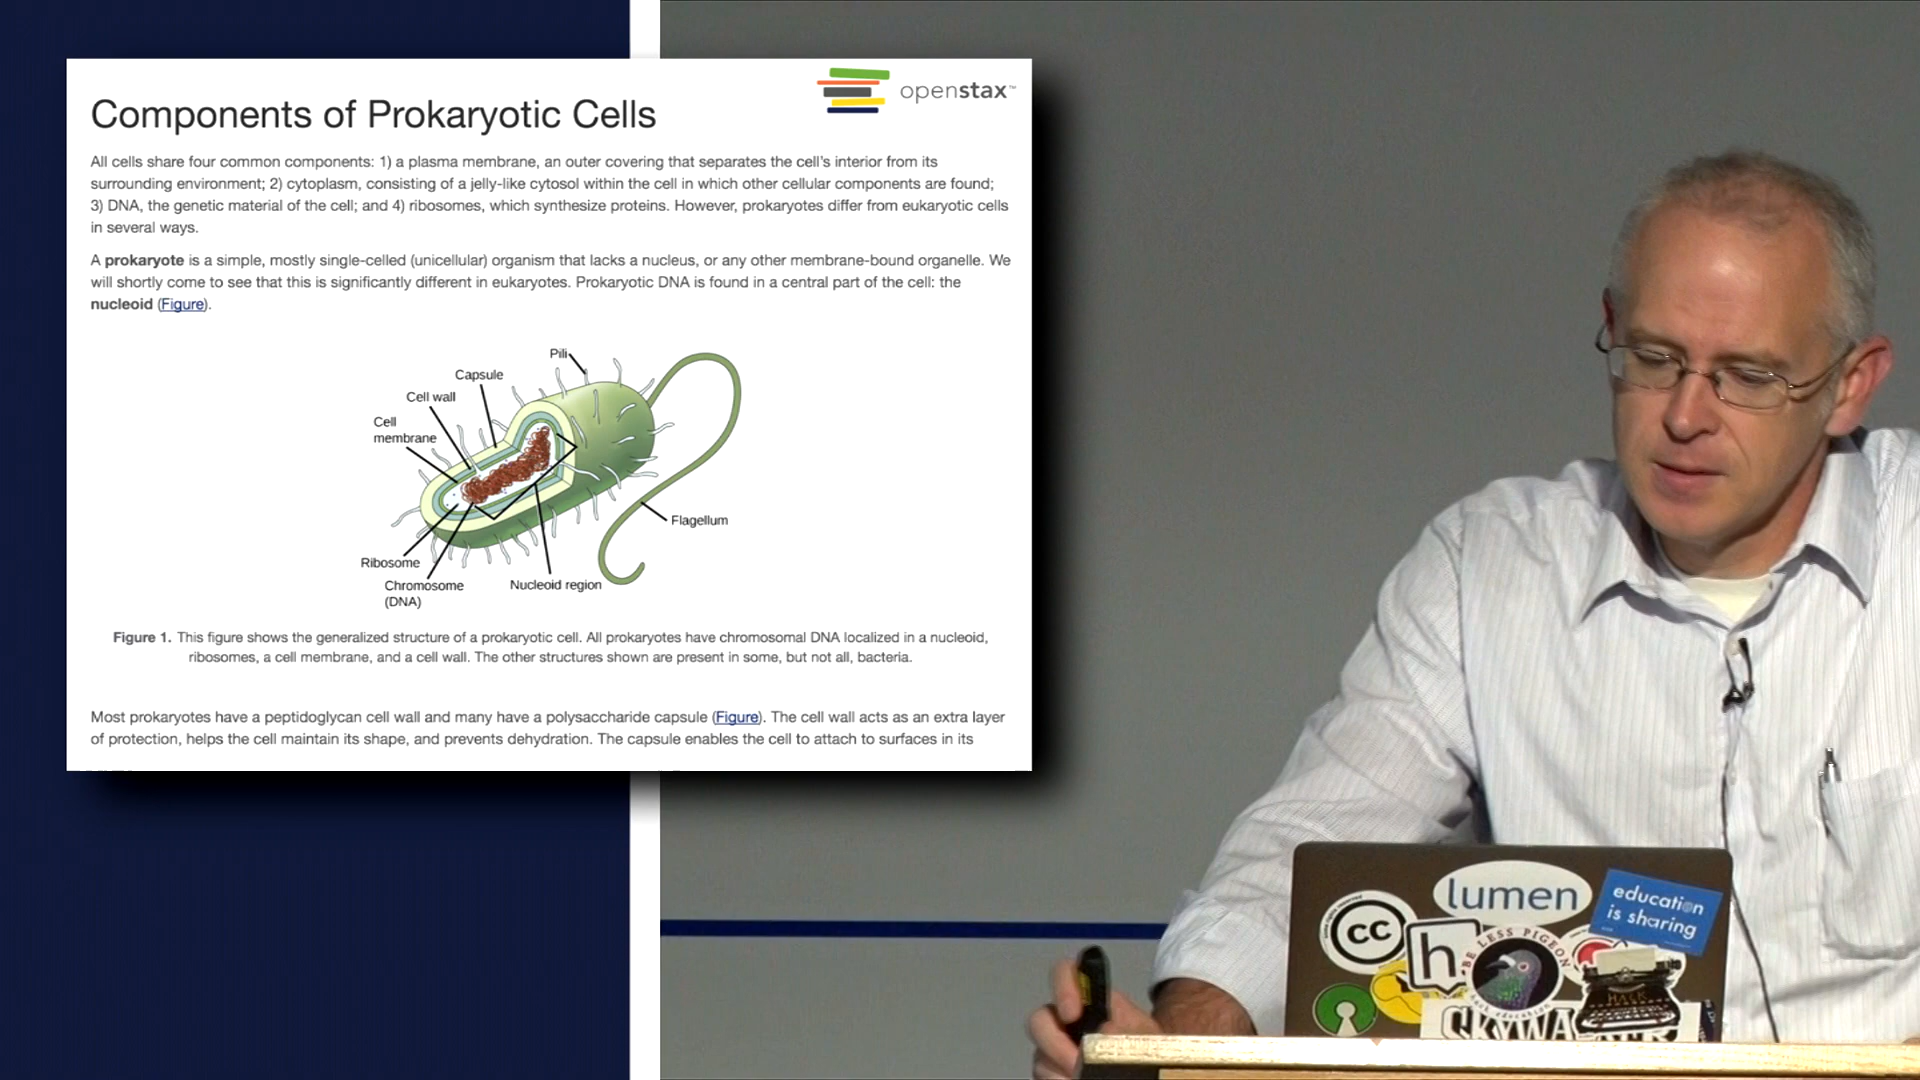 openstax™
Components of Prokaryotic Cells
All cells share four common components: 1) a plasma membrane, an outer covering that separates the cell's interior from its
surrounding environment; 2) cytoplasm, consisting of a jelly-like cytosol within the cell in which other cellular components are found;
3) DNA, the genetic material of the cell; and 4) ribosomes, which synthesize proteins. However, prokaryotes differ from eukaryotic cells
in several ways.
A prokaryote is a simple, mostly single-celled (unicellular) organism that lacks a nucleus, or any other membrane-bound organelle. We
will shortly come to see that this is significantly different in eukaryotes. Prokaryotic DNA is found in a central part of the cell: the
nucleoid (Figure).
Pili
Capsule
Cell wall
Cell
membrane
Flagellum
Ribosome
Chromosome
(DNA)
Nucleoid region
Figure 1. This figure shows the generalized structure of a prokaryotic cell. All prokaryotes have chromosomal DNA localized in a nucleoid,
ribosomes, a cell membrane, and a cell wall. The other structures shown are present in some, but not all, bacteria.
Most prokaryotes have a peptidoglycan cell wall and many have a polysaccharide capsule (Figure). The cell wall acts as an extra layer
of protection, helps the cell maintain its shape, and prevents dehydration. The capsule enables the cell to attach to surfaces in its
lumen
education
is sharing
cc
h
BE LESS PIGEON
hack education
HACK